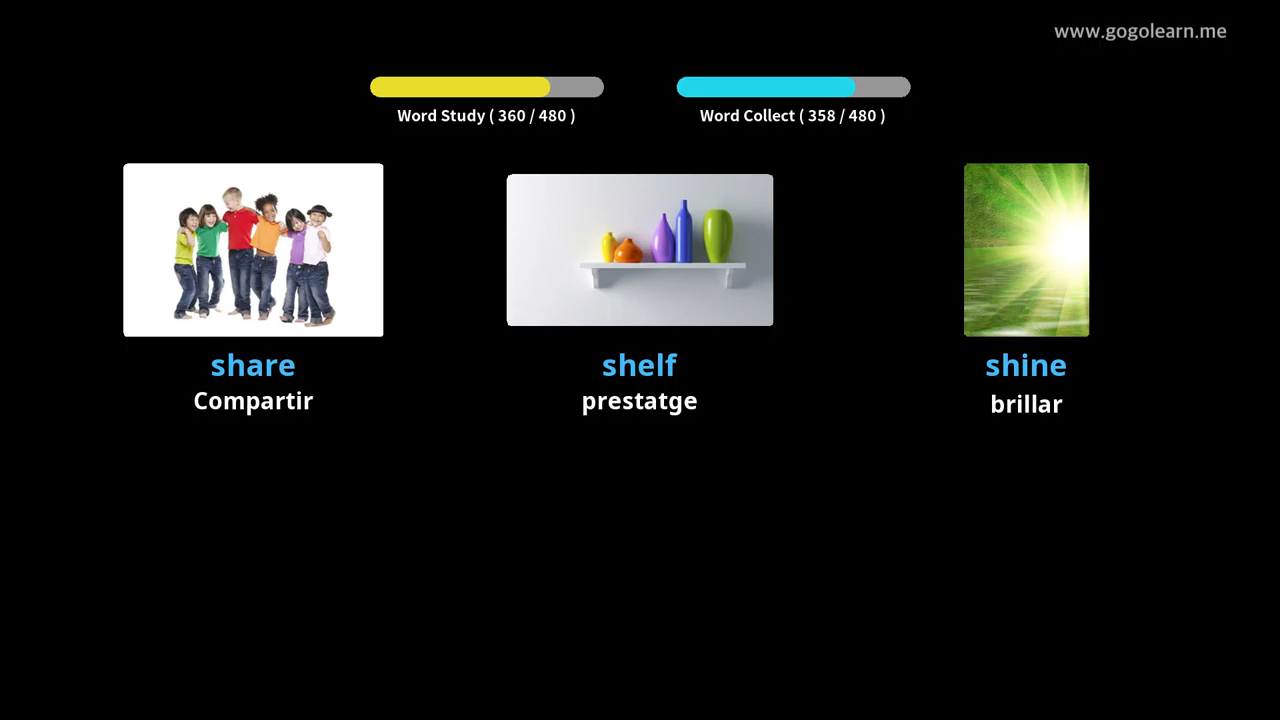 www.gogolearn.me
Word Study ( 360 / 480 )
Word Collect ( 358 / 480 )
share
Compartir
shelf
prestatge
shine
brillar